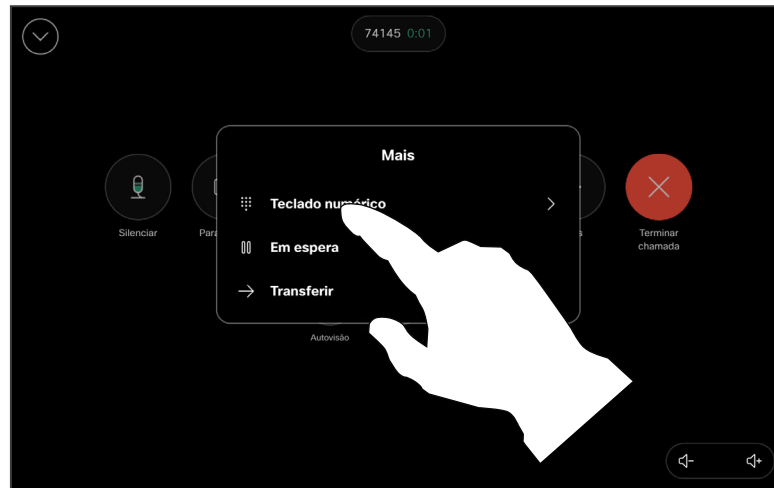 74145 0:01
Mais
Teclado numérico
Silenciar
Em espera
Terminar
chamada
Transferir
Autovisão